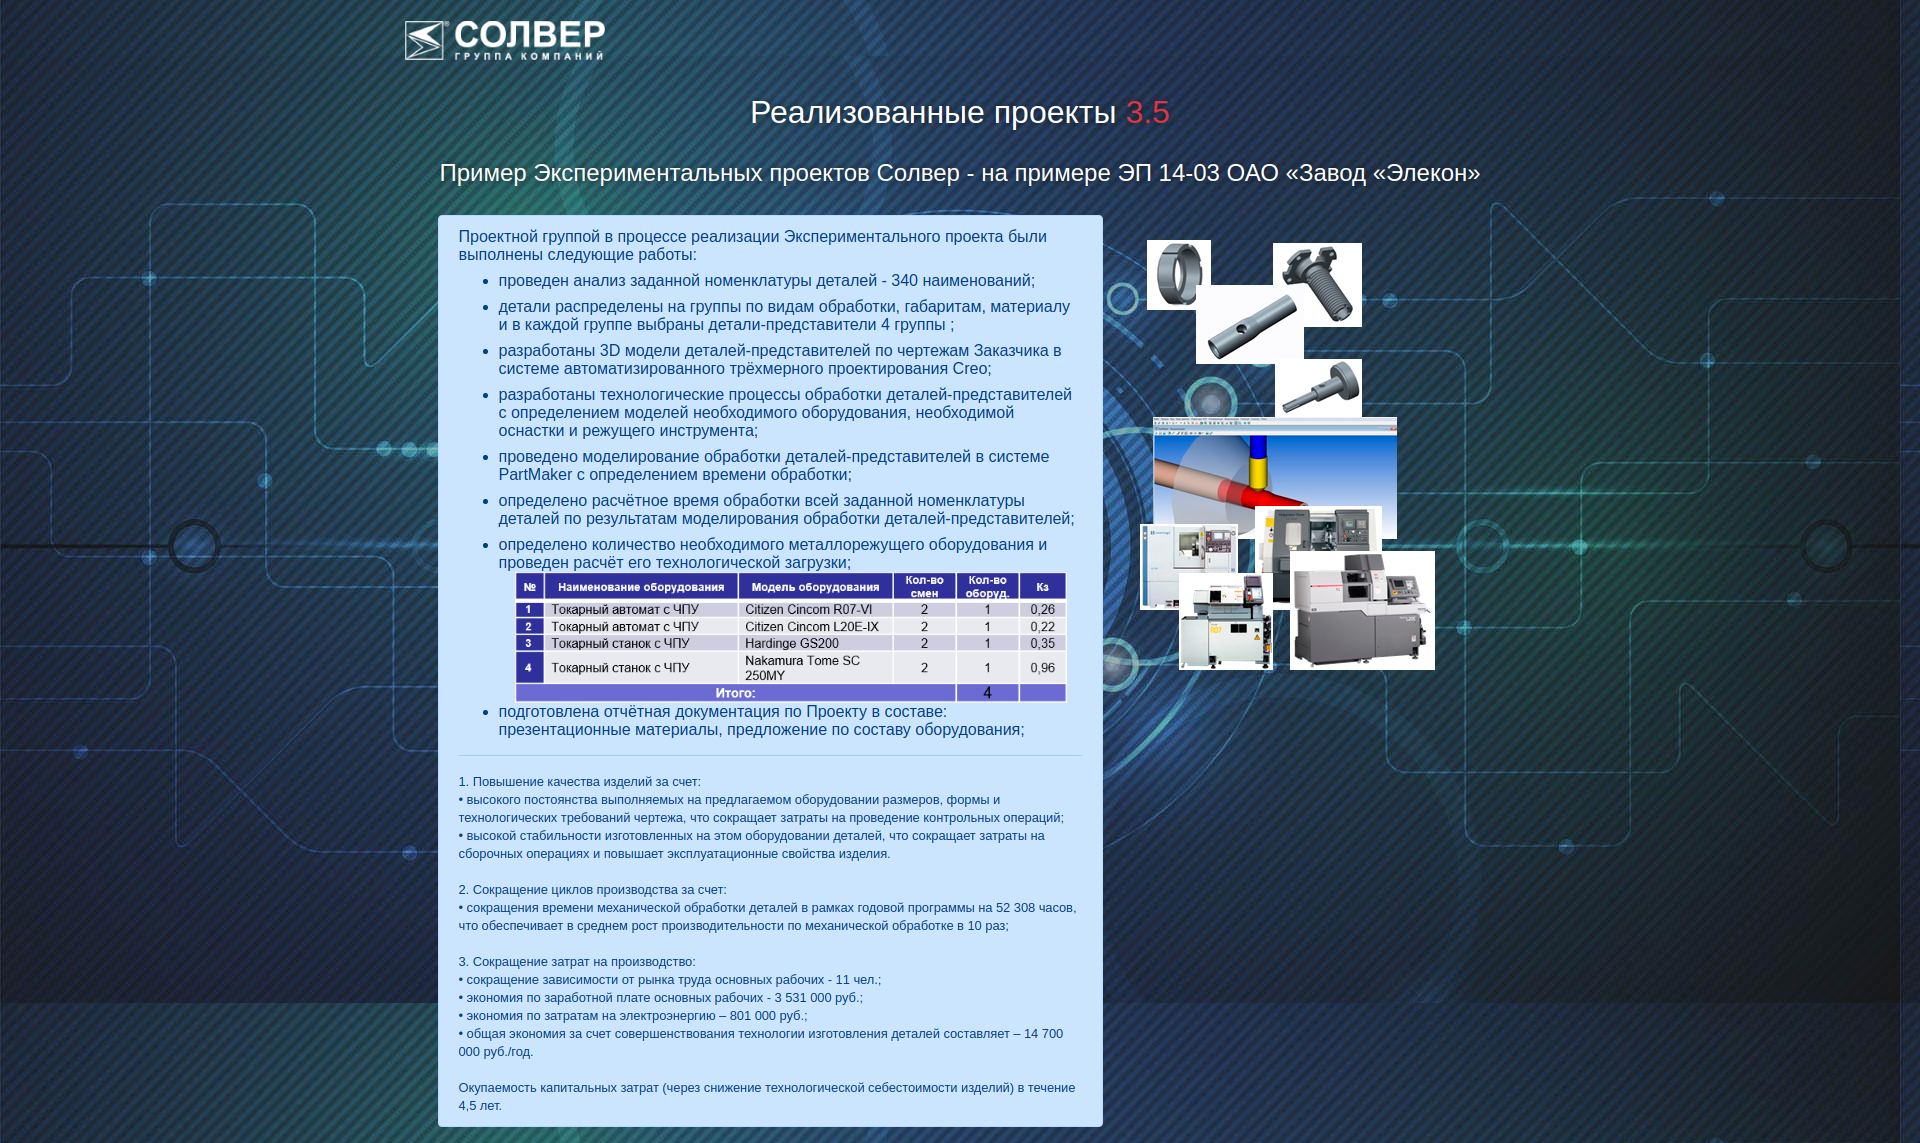 СОЛВЕР
ГРУППА КОМПАНИЙ
Реализованные проекты 3.5
Пример Экспериментальных проектов Солвер - на примере ЭП 14-03 ОАО «Завод «Элекон»
Проектной группой в процессе реализации Экспериментального проекта были
выполнены следующие работы:
• проведен анализ заданной номенклатуры деталей - 340 наименований;
• детали распределены на группы по видам обработки, габаритам, материалу
и в каждой группе выбраны детали-представители 4 группы ;
• разработаны 3D модели деталей-представителей по чертежам Заказчика в
системе автоматизированного трёхмерного проектирования Creo;
• разработаны технологические процессы обработки деталей-представителей
с определением моделей необходимого оборудования, необходимой
оснастки и режущего инструмента;
• проведено моделирование обработки деталей-представителей в системе
PartMaker с определением времени обработки;
• определено расчётное время обработки всей заданной номенклатуры
деталей по результатам моделирования обработки деталей-представителей;
• определено количество необходимого металлорежущего оборудования и
проведен расчёт его технологической загрузки;
№ Наименование оборудования Модель оборудования Кол-во смен Кол-во оборуд. Кз
1 Токарный автомат с ЧПУ Citizen Cincom R07-VI 2 1 0,26
2 Токарный автомат с ЧПУ Citizen Cincom L20E-IX 2 1 0,22
3 Токарный станок с ЧПУ Hardinge GS200 2 1 0,35
4 Токарный станок с ЧПУ Nakamura Tome SC 250MY 2 1 0,96
Итого: 4
• подготовлена отчётная документация по Проекту в составе:
презентационные материалы, предложение по составу оборудования;
1. Повышение качества изделий за счет:
• высокого постоянства выполняемых на предлагаемом оборудовании размеров, формы и
технологических требований чертежа, что сокращает затраты на проведение контрольных операций;
• высокой стабильности изготовленных на этом оборудовании деталей, что сокращает затраты на
сборочных операциях и повышает эксплуатационные свойства изделия.
2. Сокращение циклов производства за счет:
• сокращения времени механической обработки деталей в рамках годовой программы на 52 308 часов,
что обеспечивает в среднем рост производительности по механической обработке в 10 раз;
3. Сокращение затрат на производство:
• сокращение зависимости от рынка труда основных рабочих - 11 чел.;
• экономия по заработной плате основных рабочих - 3 531 000 руб.;
• экономия по затратам на электроэнергию – 801 000 руб.;
• общая экономия за счет совершенствования технологии изготовления деталей составляет – 14 700
000 руб./год.
Окупаемость капитальных затрат (через снижение технологической себестоимости изделий) в течение
4,5 лет.